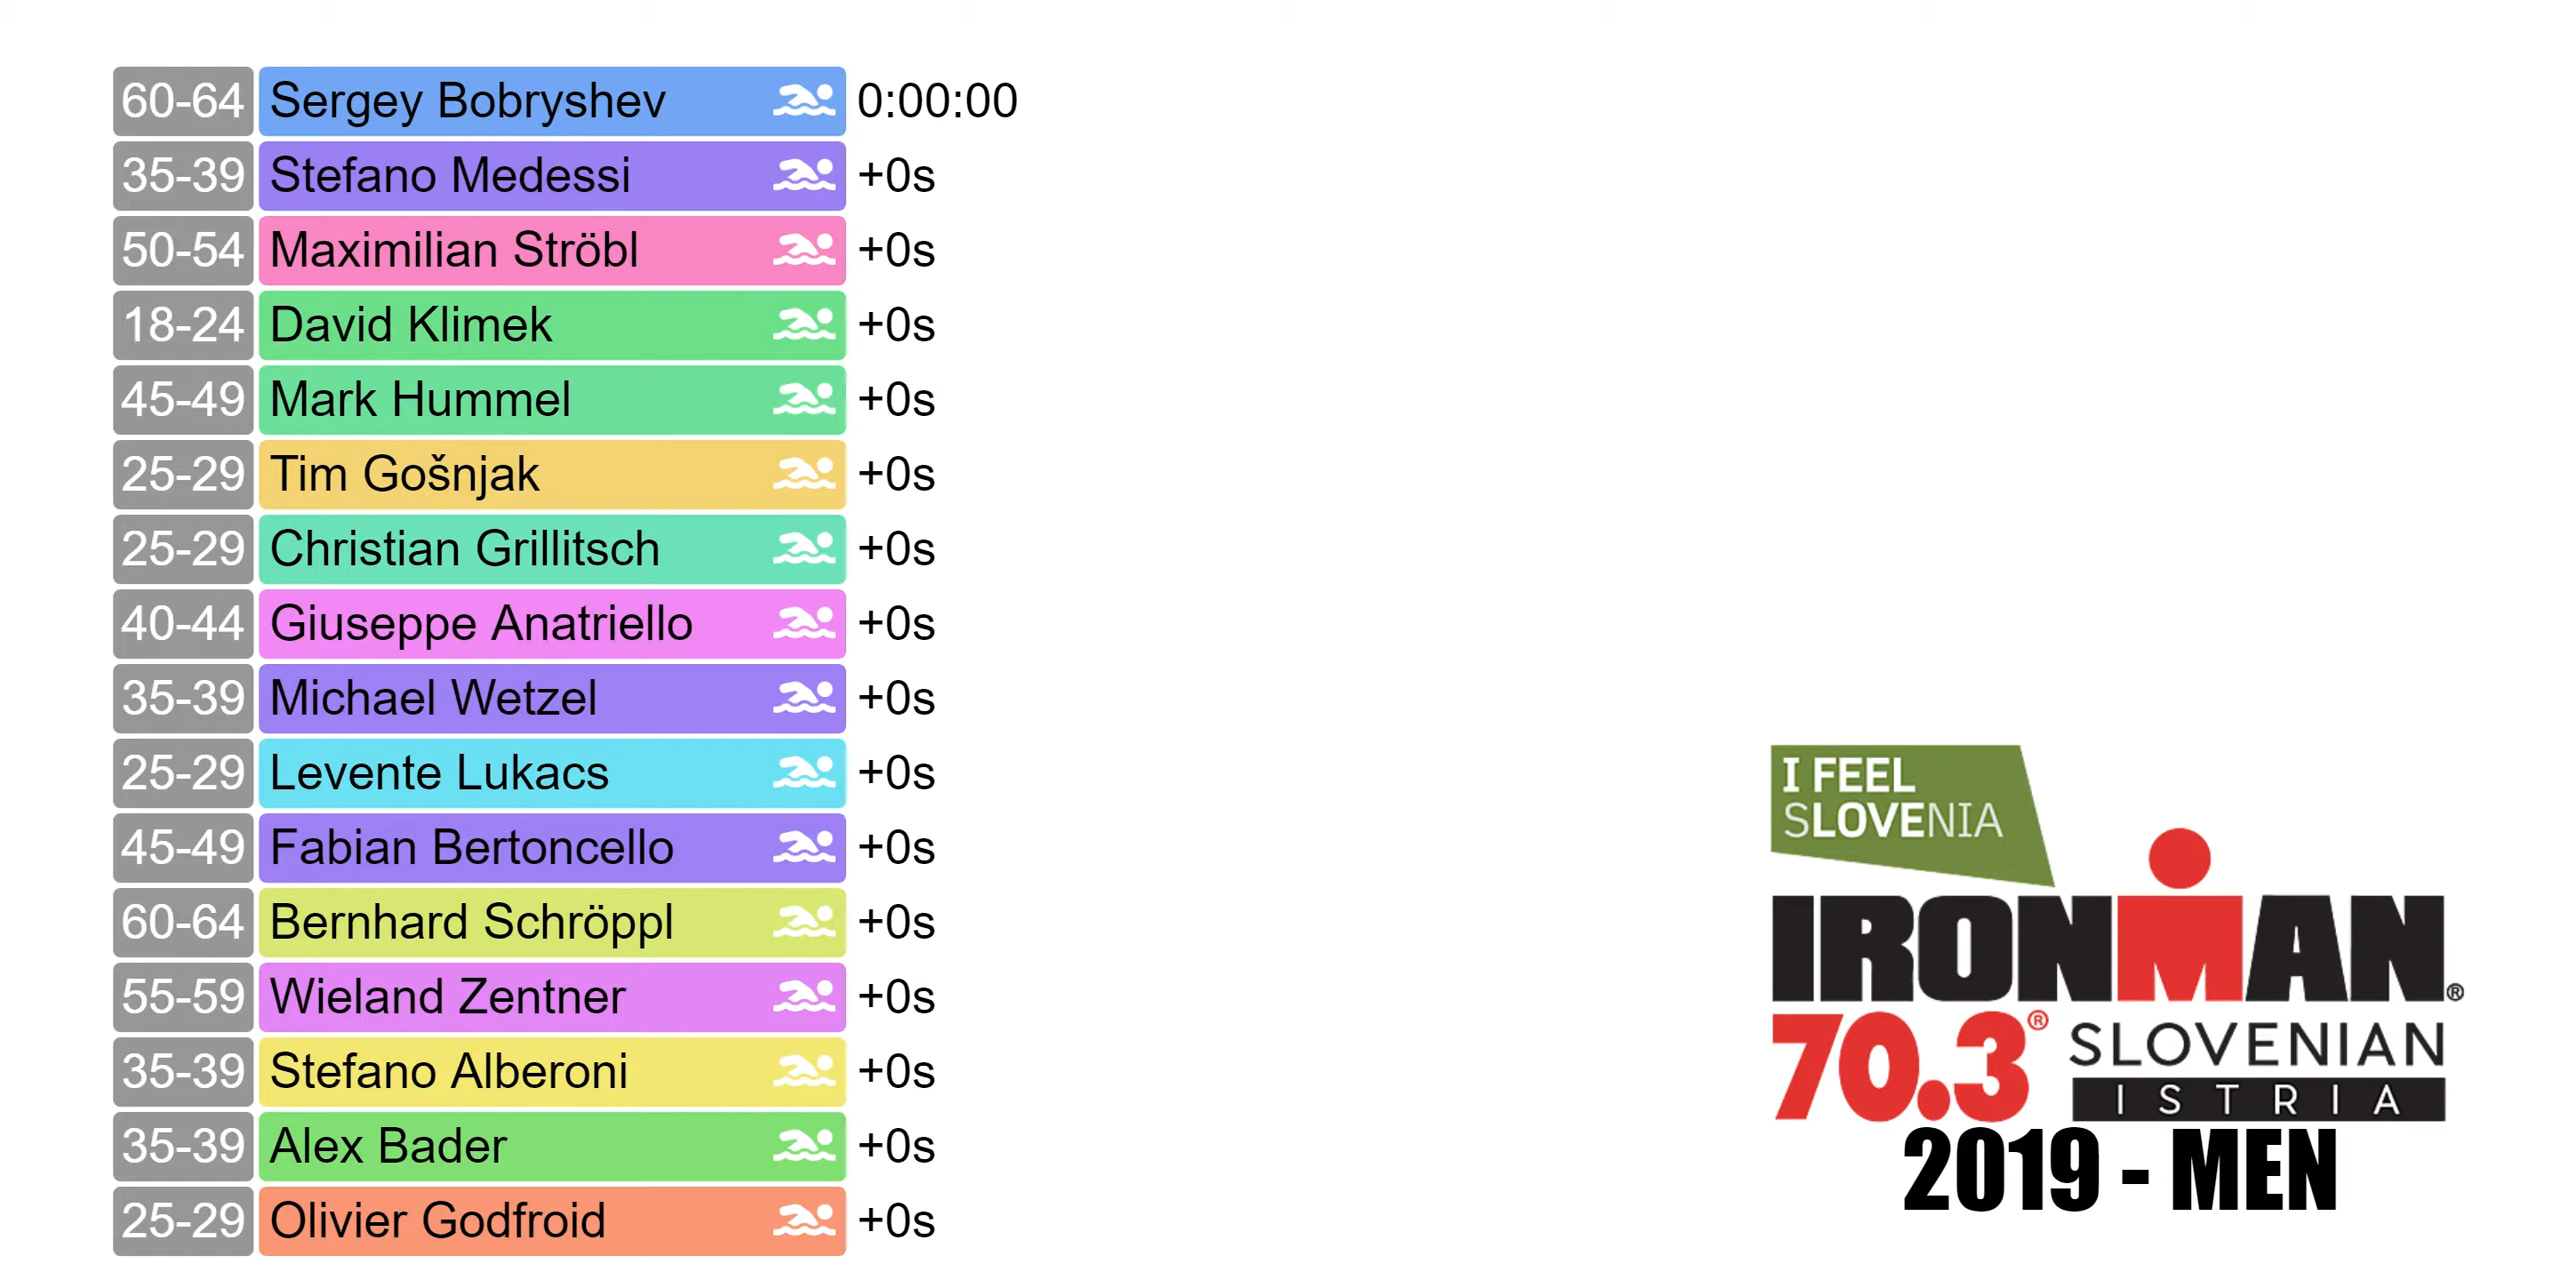 60-64 Sergey Bobryshev 0:00:00
35-39 Stefano Medessi +0s
50-54 Maximilian Ströbl +0s
18-24 David Klimek +0s
45-49 Mark Hummel +0s
25-29 Tim Gošnjak +0s
25-29 Christian Grillitsch +0s
40-44 Giuseppe Anatriello +0s
35-39 Michael Wetzel +0s
25-29 Levente Lukacs +0s
45-49 Fabian Bertoncello +0s
60-64 Bernhard Schröppl +0s
55-59 Wieland Zentner +0s
35-39 Stefano Alberoni +0s
35-39 Alex Bader +0s
25-29 Olivier Godfroid +0s
I FEEL
SLOVENIA
IRONMAN®
70.3® SLOVENIAN
ISTRIA
2019 - MEN